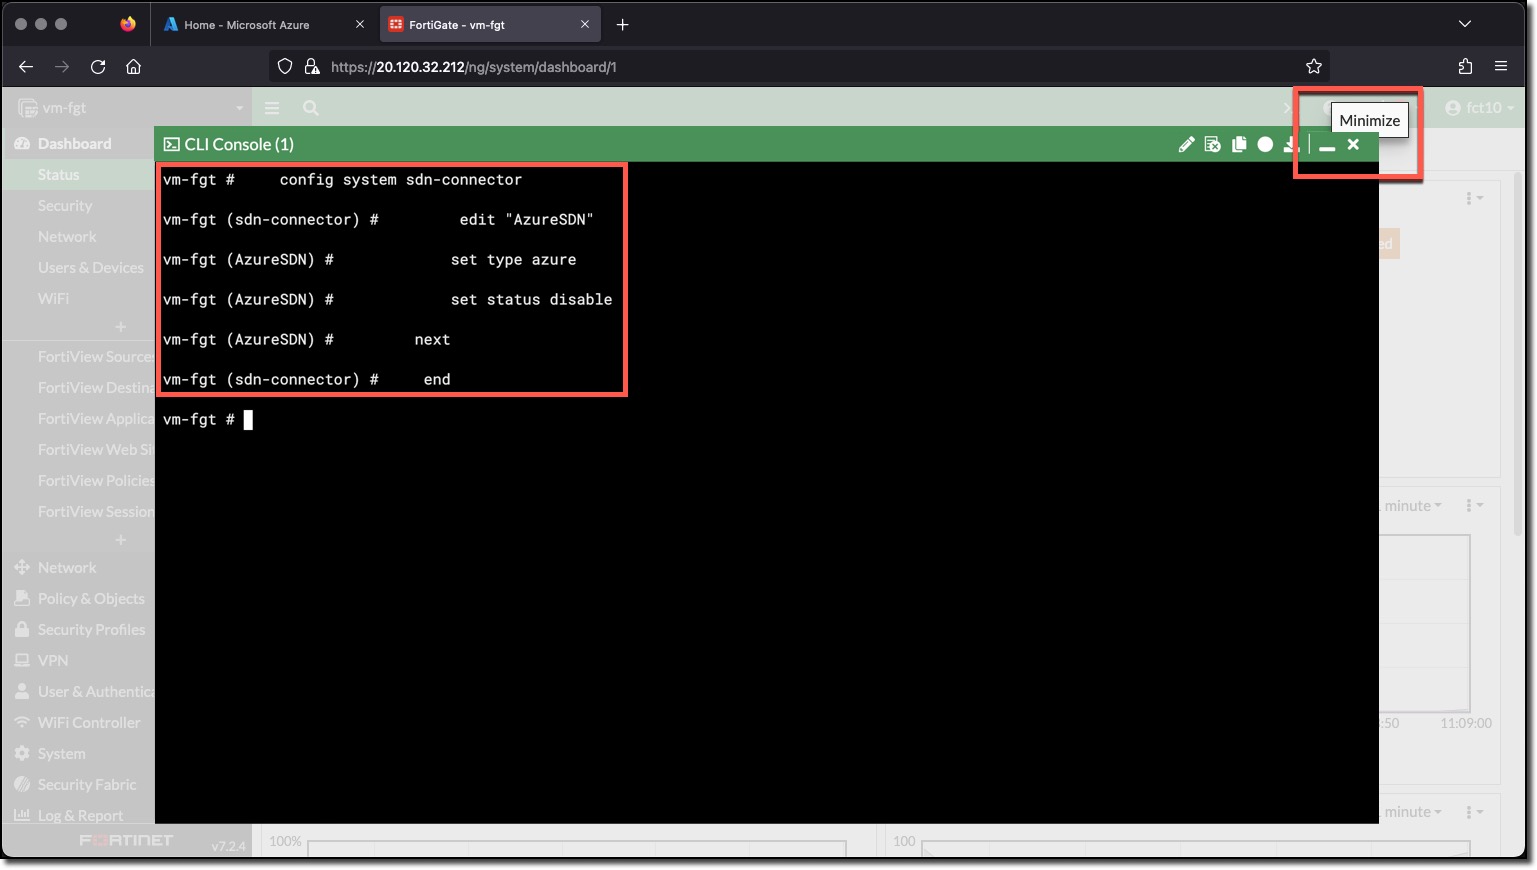 Home - Microsoft Azure
FortiGate - vm-fgt
https://20.120.32.212/ng/system/dashboard/1
vm-fgt
fct10
Minimize
Dashboard
CLI Console (1)
Status
Security
Network
Users & Devices
WiFi
vm-fgt # config system sdn-connector
vm-fgt (sdn-connector) # edit "AzureSDN"
vm-fgt (AzureSDN) # set type azure
vm-fgt (AzureSDN) # set status disable
vm-fgt (AzureSDN) # next
vm-fgt (sdn-connector) # end
vm-fgt #
ed
FortiView Sources
FortiView Destina
FortiView Applica
FortiView Web Si
FortiView Policies
FortiView Session
minute
Network
Policy & Objects
Security Profiles
VPN
User & Authentica
WiFi Controller
:50
11:09:00
System
Security Fabric
Log & Report
minute
FORTINET
v7.2.4
100%
100